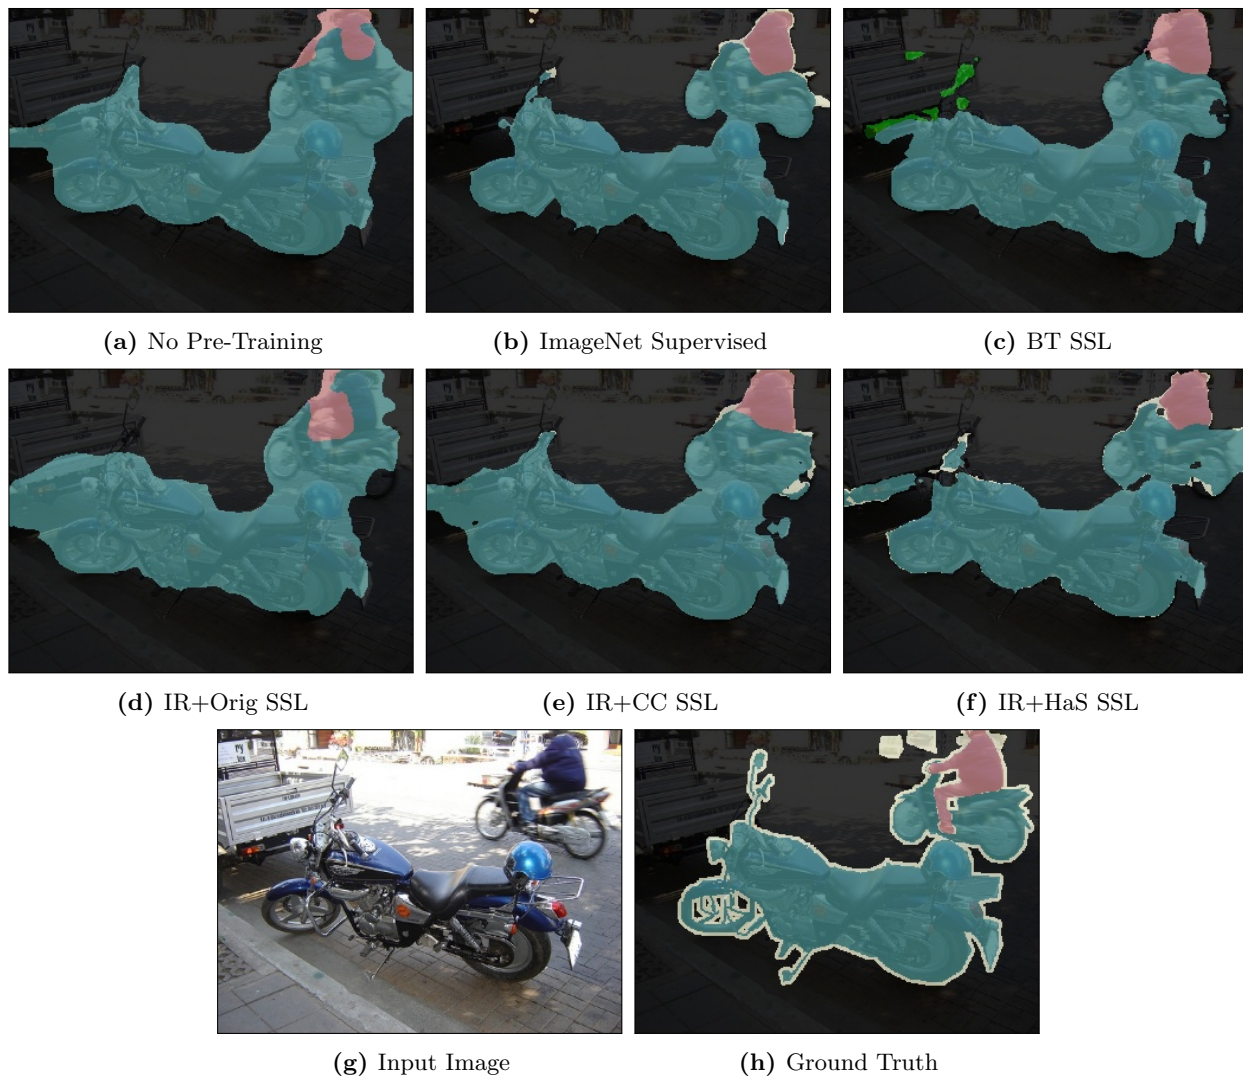 (a) No Pre-Training
(b) ImageNet Supervised
(c) BT SSL
(d) IR+Orig SSL
(e) IR+CC SSL
(f) IR+HaS SSL
(g) Input Image
(h) Ground Truth